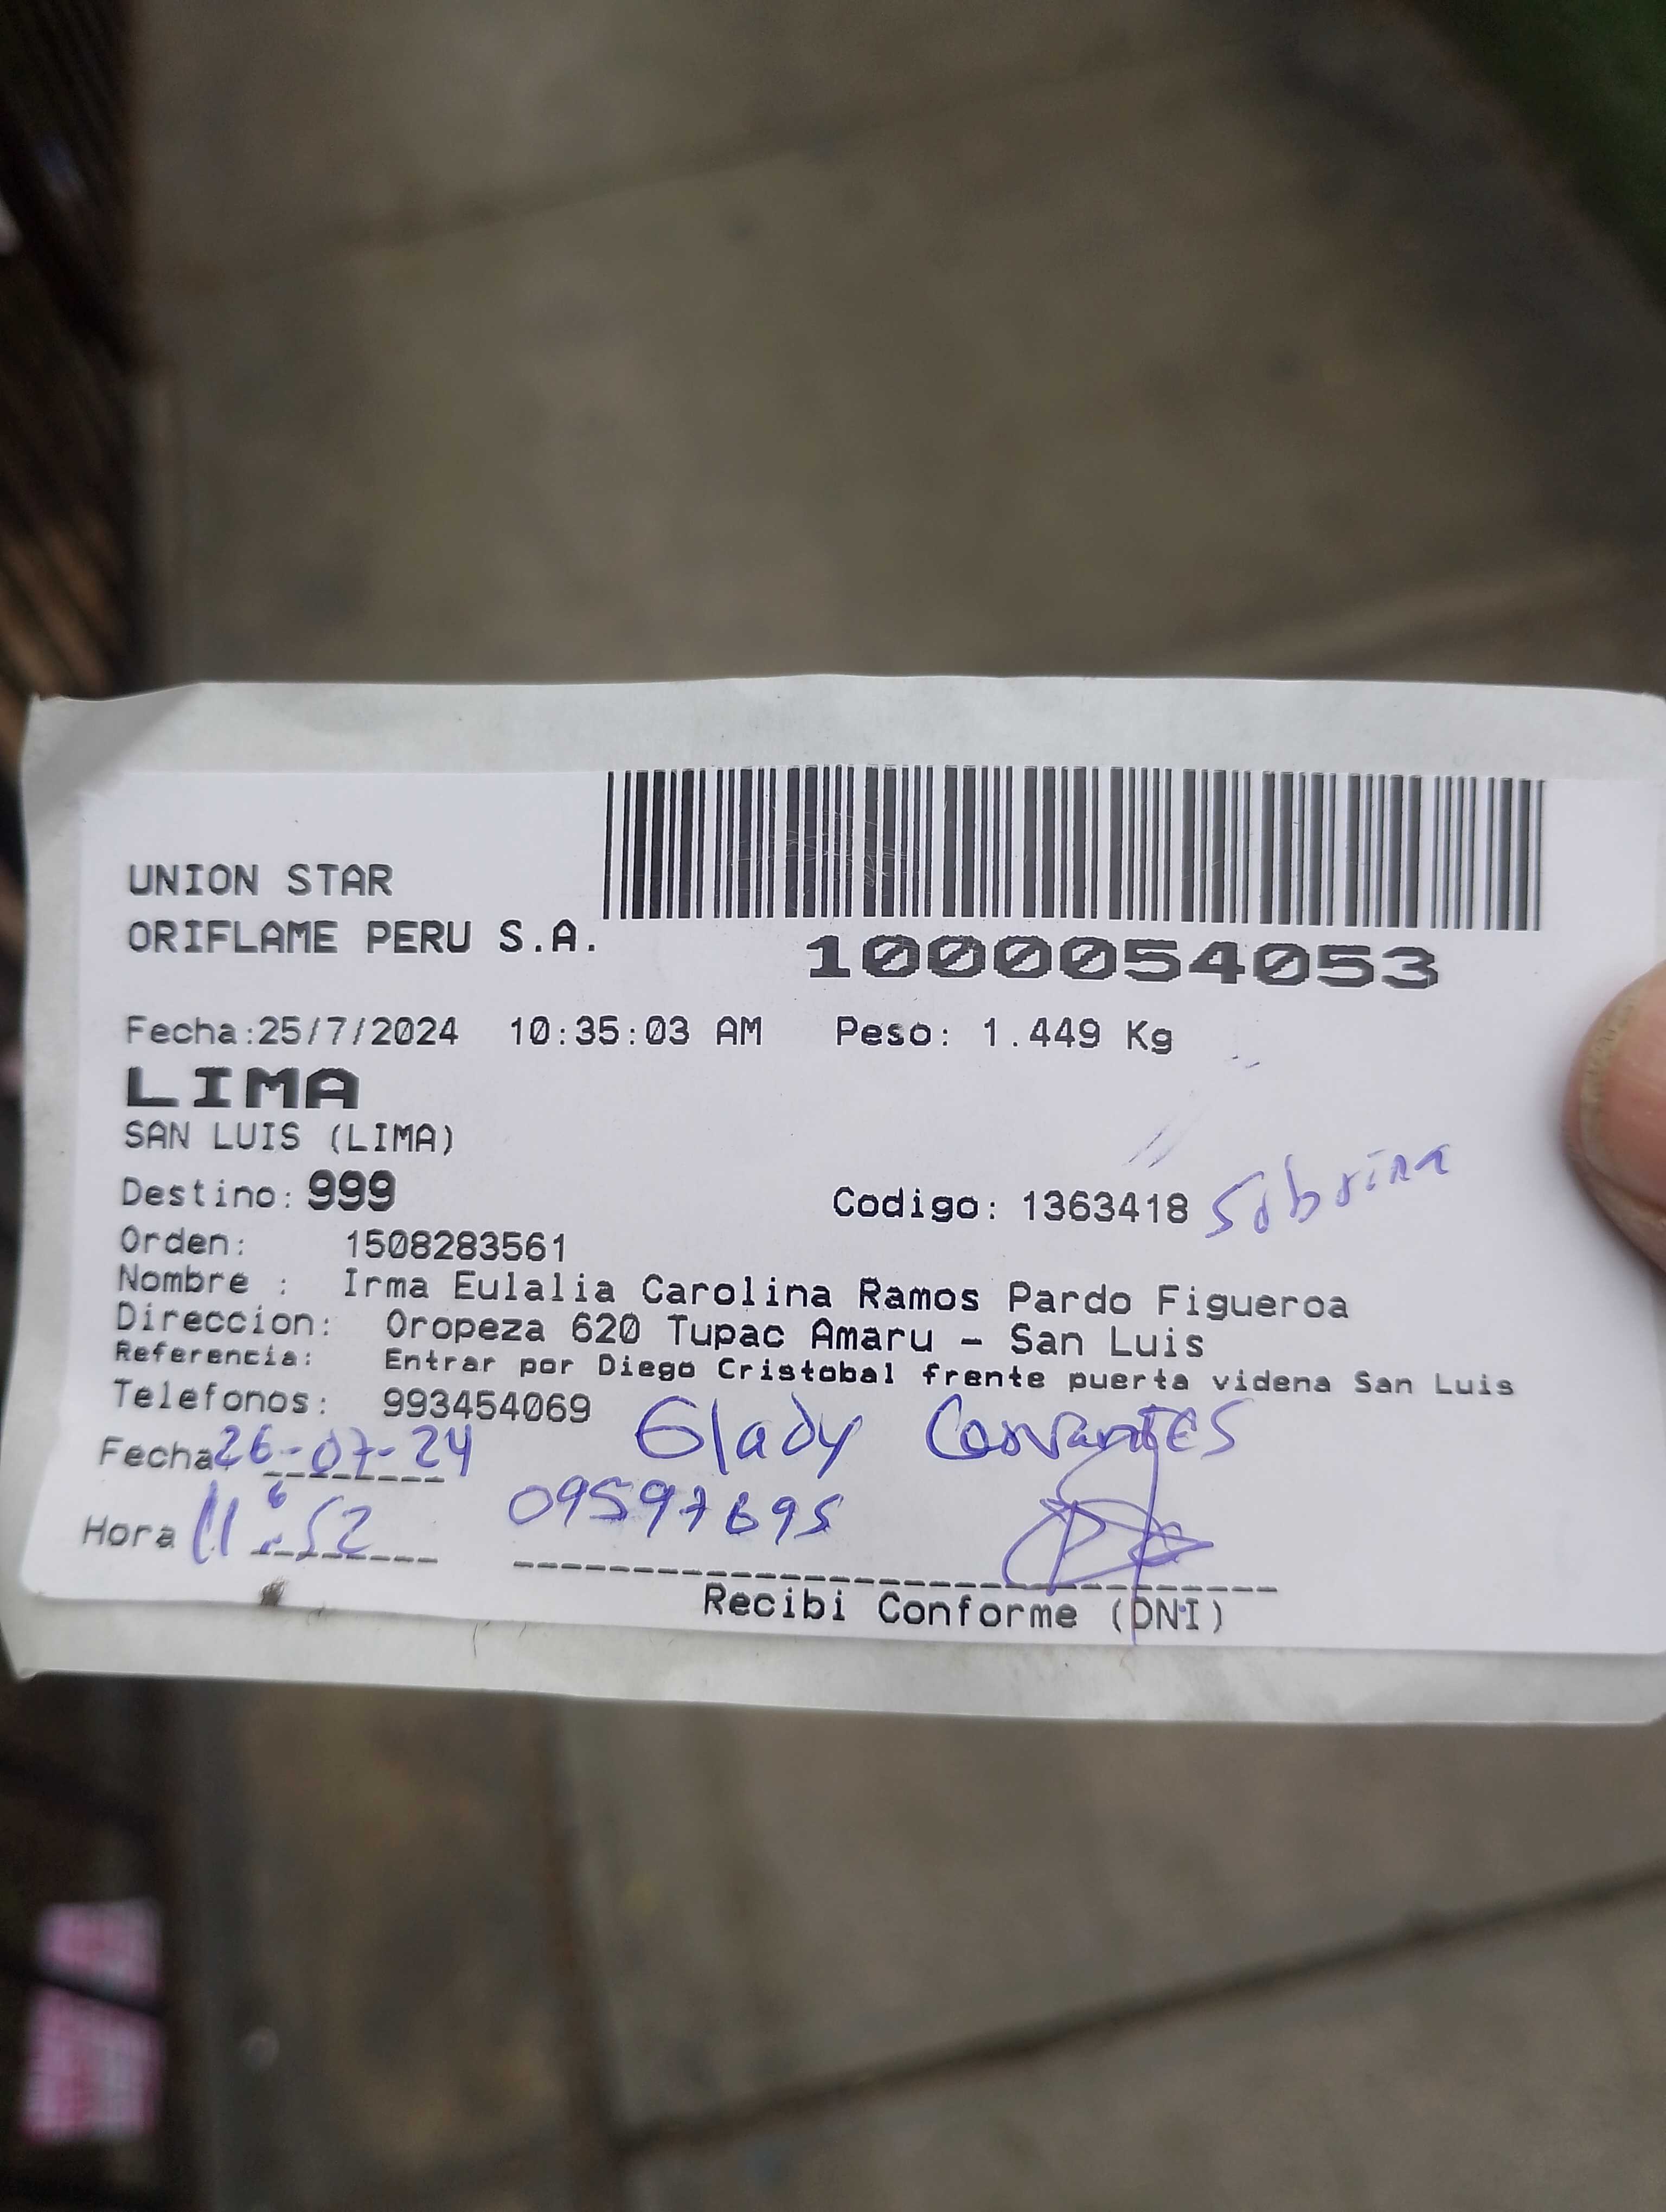 UNION STAR
ORIFLAME PERU S.A.
1000054053
Fecha:25/7/2024 10:35:03 AM Peso: 1.449 Kg
LIMA
SAN LUIS (LIMA)
Destino: 999 Codigo: 1363418 Sobrina
Orden: 1508283561
Nombre : Irma Eulalia Carolina Ramos Pardo Figueroa
Direccion: Oropeza 620 Tupac Amaru - San Luis
Referencia: Entrar por Diego Cristobal frente puerta videna San Luis
Telefonos: 993454069
Glady Cervantes
Fecha 26-07-24
Hora 11:52 09597695
Recibi Conforme (DNI)